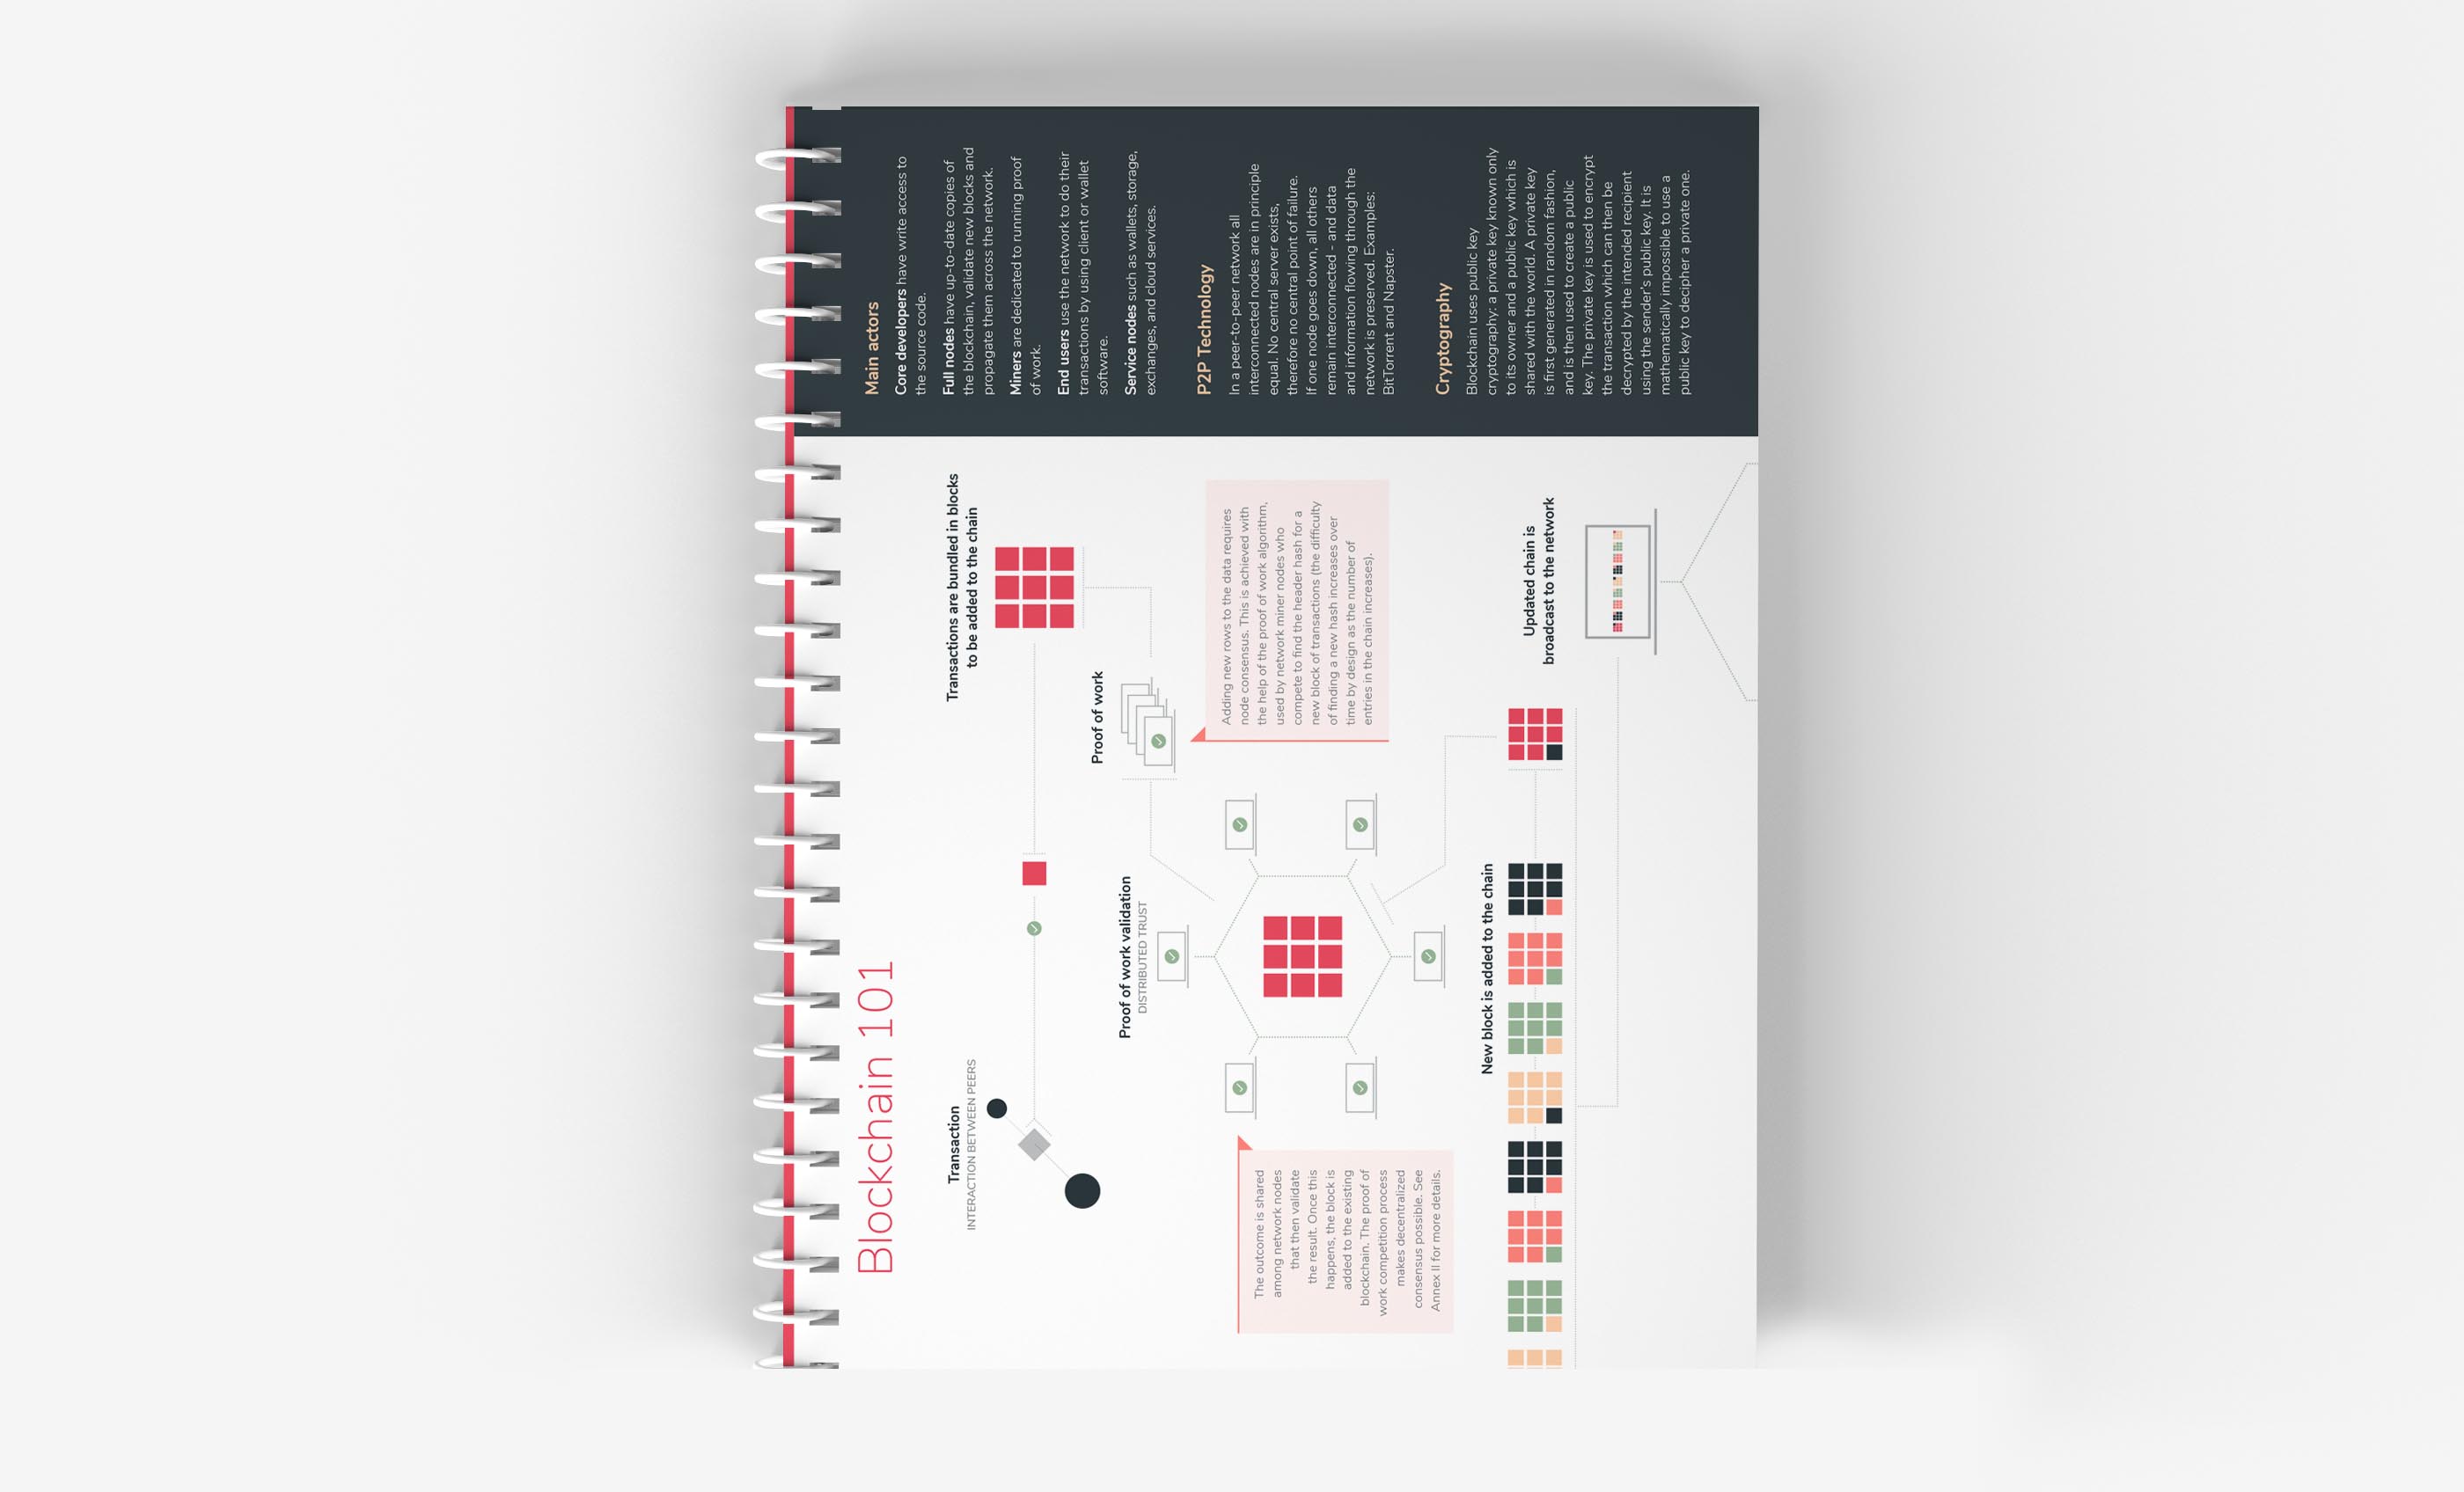 Blockchain 101
Transaction
INTERACTION BETWEEN PEERS
Transactions are bundled in blocks
to be added to the chain
Proof of work
Adding new rows to the data requires
node consensus. This is achieved with
the help of the proof of work algorithm,
used by network miner nodes who
compete to find the header hash for a
new block of transactions (the difficulty
of finding a new hash increases over
time by design as the number of
entries in the chain increases).
Proof of work validation
DISTRIBUTED TRUST
The outcome is shared
among network nodes
that then validate
the result. Once this
happens, the block is
added to the existing
blockchain. The proof of
work competition process
makes decentralized
consensus possible. See
Annex II for more details.
New block is added to the chain
Updated chain is
broadcast to the network
Main actors
Core developers have write access to
the source code.
Full nodes have up-to-date copies of
the blockchain, validate new blocks and
propagate them across the network.
Miners are dedicated to running proof
of work.
End users use the network to do their
transactions by using client or wallet
software.
Service nodes such as wallets, storage,
exchanges, and cloud services.
P2P Technology
In a peer-to-peer network all
interconnected nodes are in principle
equal. No central server exists,
therefore no central point of failure.
If one node goes down, all others
remain interconnected - and data
and information flowing through the
network is preserved. Examples:
BitTorrent and Napster.
Cryptography
Blockchain uses public key
cryptography: a private key known only
to its owner and a public key which is
shared with the world. A private key
is first generated in random fashion,
and is then used to create a public
key. The private key is used to encrypt
the transaction which can then be
decrypted by the intended recipient
using the sender's public key. It is
mathematically impossible to use a
public key to decipher a private one.